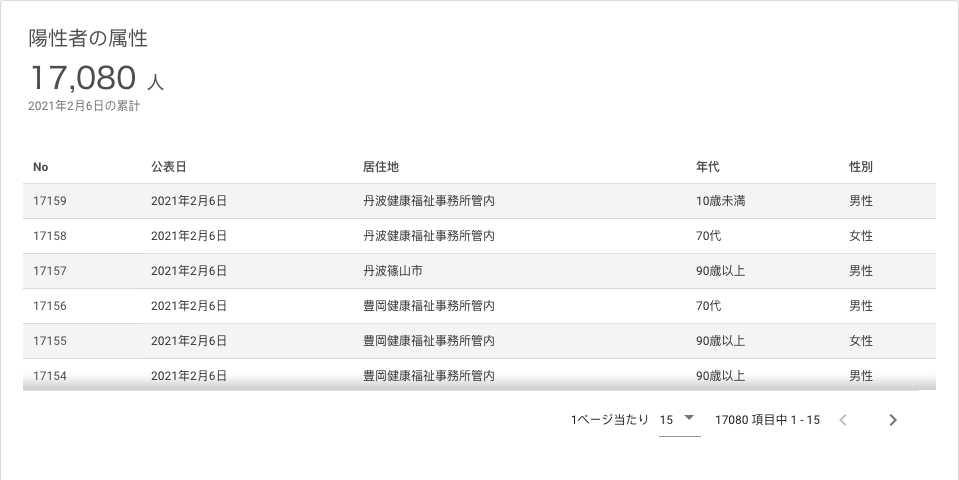 陽性者の属性
17,080 人
2021年2月6日の累計
No 公表日 居住地 年代 性別
17159 2021年2月6日 丹波健康福祉事務所管内 10歳未満 男性
17158 2021年2月6日 丹波健康福祉事務所管内 70代 女性
17157 2021年2月6日 丹波篠山市 90歳以上 男性
17156 2021年2月6日 豊岡健康福祉事務所管内 70代 男性
17155 2021年2月6日 豊岡健康福祉事務所管内 90歳以上 女性
17154 2021年2月6日 豊岡健康福祉事務所管内 90歳以上 男性
1ページ当たり 15 17080 項目中 1 - 15